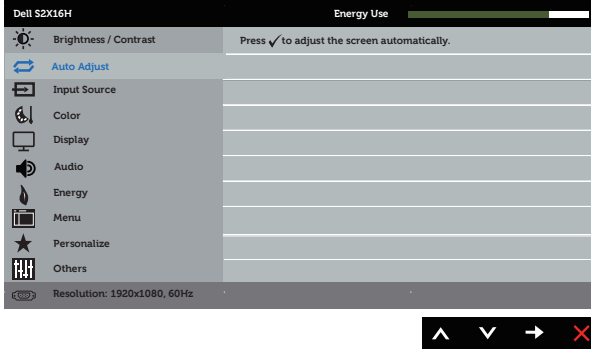 Dell S2X16H Energy Use
Brightness / Contrast
Press ✓ to adjust the screen automatically.
Auto Adjust
Input Source
Color
Display
Audio
Energy
Menu
Personalize
Others
Resolution: 1920x1080, 60Hz